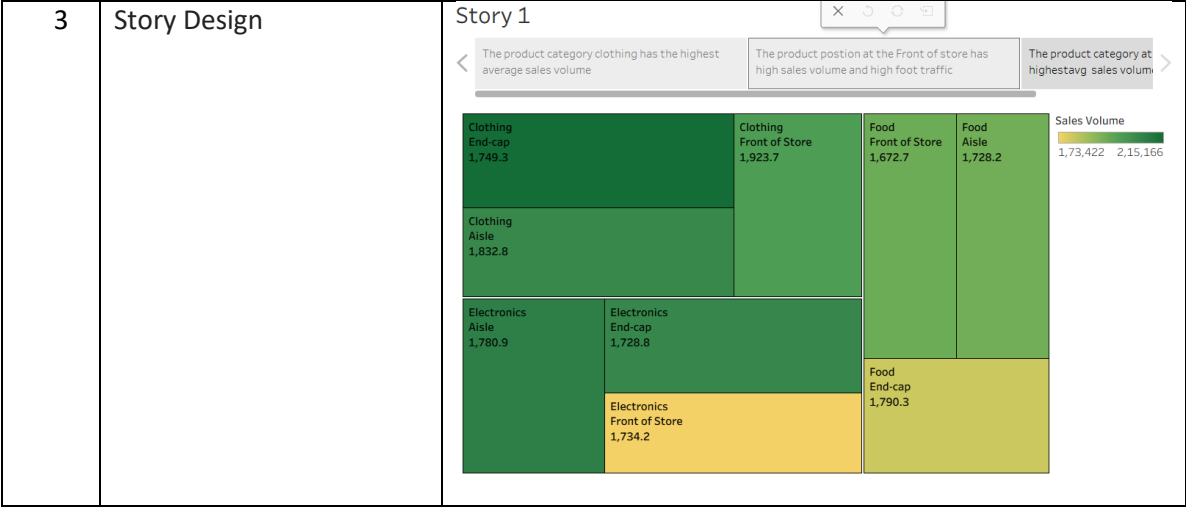 3
Story Design
Story 1
The product category clothing has the highest
average sales volume
The product postion at the Front of store has
high sales volume and high foot traffic
The product category at
highestavg sales volum
Clothing
End-cap
1,749.3
Clothing
Front of Store
1,923.7
Food
Front of Store
1,672.7
Food
Aisle
1,728.2
Sales Volume
1,73,422 2,15,166
Clothing
Aisle
1,832.8
Electronics
Aisle
1,780.9
Electronics
End-cap
1,728.8
Food
End-cap
1,790.3
Electronics
Front of Store
1,734.2